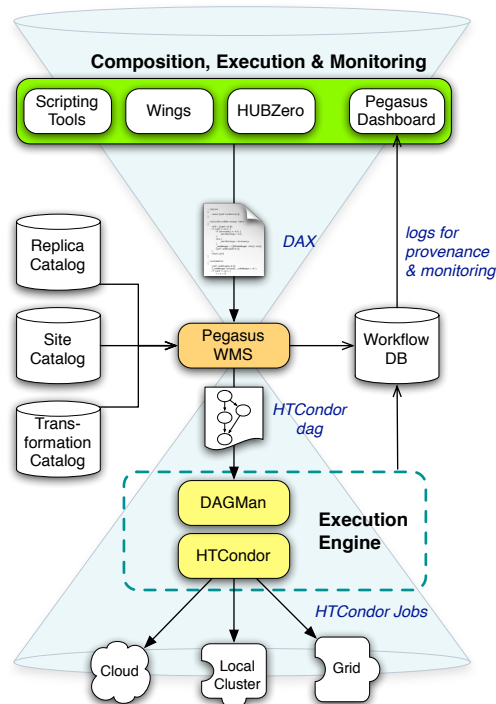 Composition, Execution & Monitoring
Scripting
Tools
Wings
HUBZero
Pegasus
Dashboard
DAX
logs for
provenance
& monitoring
Replica
Catalog
Site
Catalog
Trans-
formation
Catalog
Pegasus
WMS
Workflow
DB
HTCondor
dag
DAGMan
HTCondor
Execution
Engine
HTCondor Jobs
Cloud
Local
Cluster
Grid